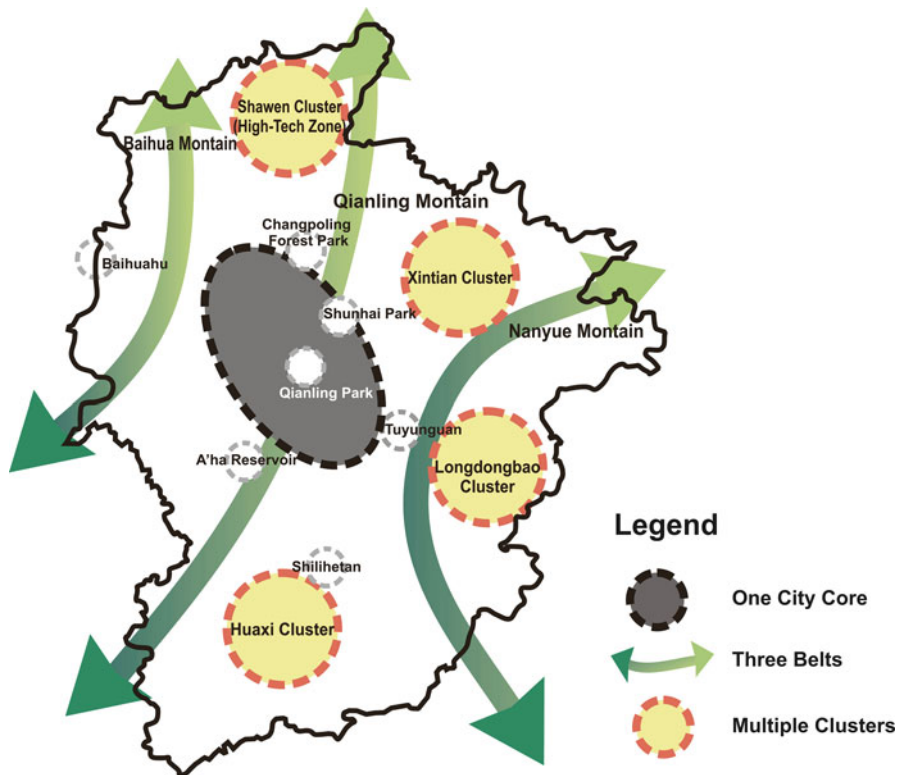 Shawen Cluster
(High-Tech Zone)
Baihua Montain
Qianling Montain
Changpoling
Forest Park
Baihuahu
Xintian Cluster
Shunhai Park
Nanyue Montain
Qianling Park
Tuyunguan
A'ha Reservoir
Longdongbao
Cluster
Legend
Shilihetan
One City Core
Huaxi Cluster
Three Belts
Multiple Clusters